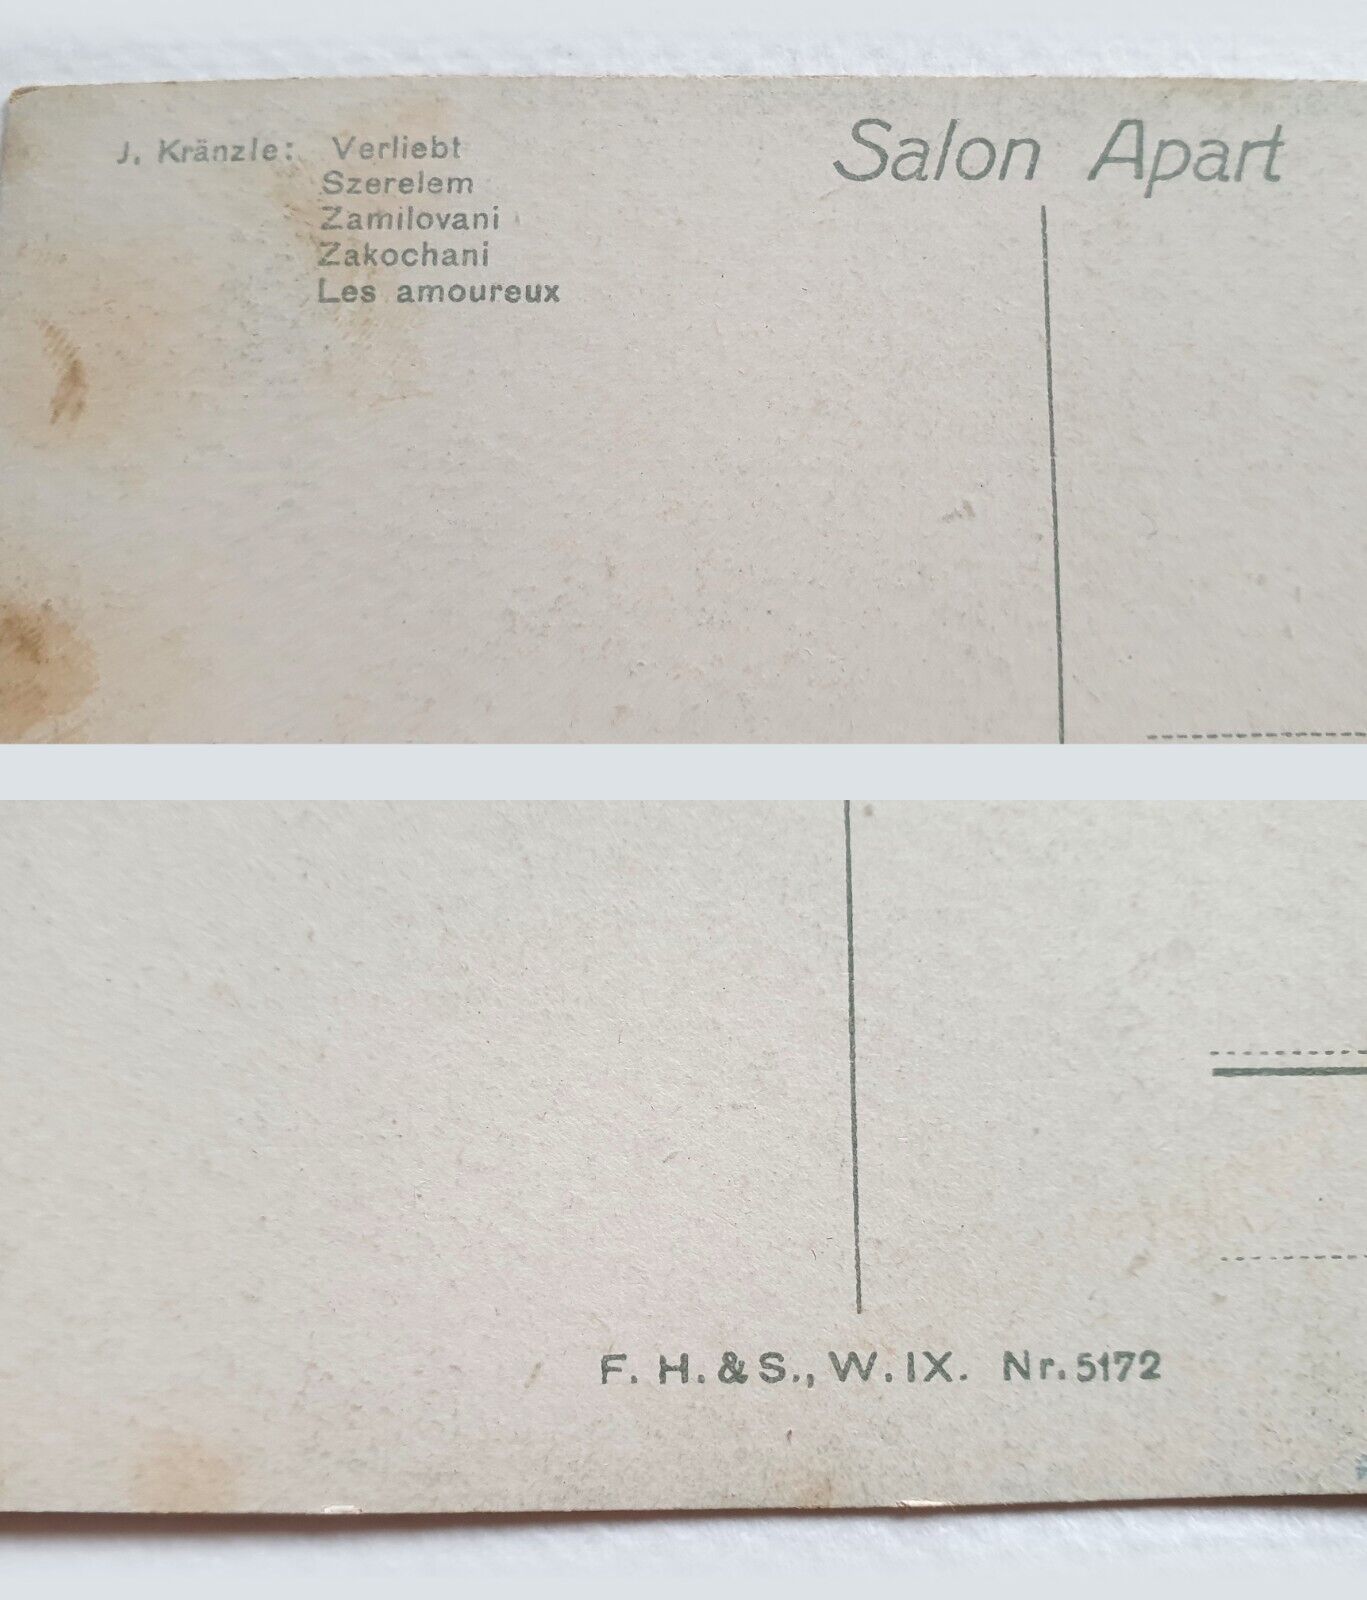 J. Kränzle: Verliebt
Szerelem
Zamilovani
Zakochani
Les amoureux
Salon Apart
F. H. & S., W. IX. Nr. 5172